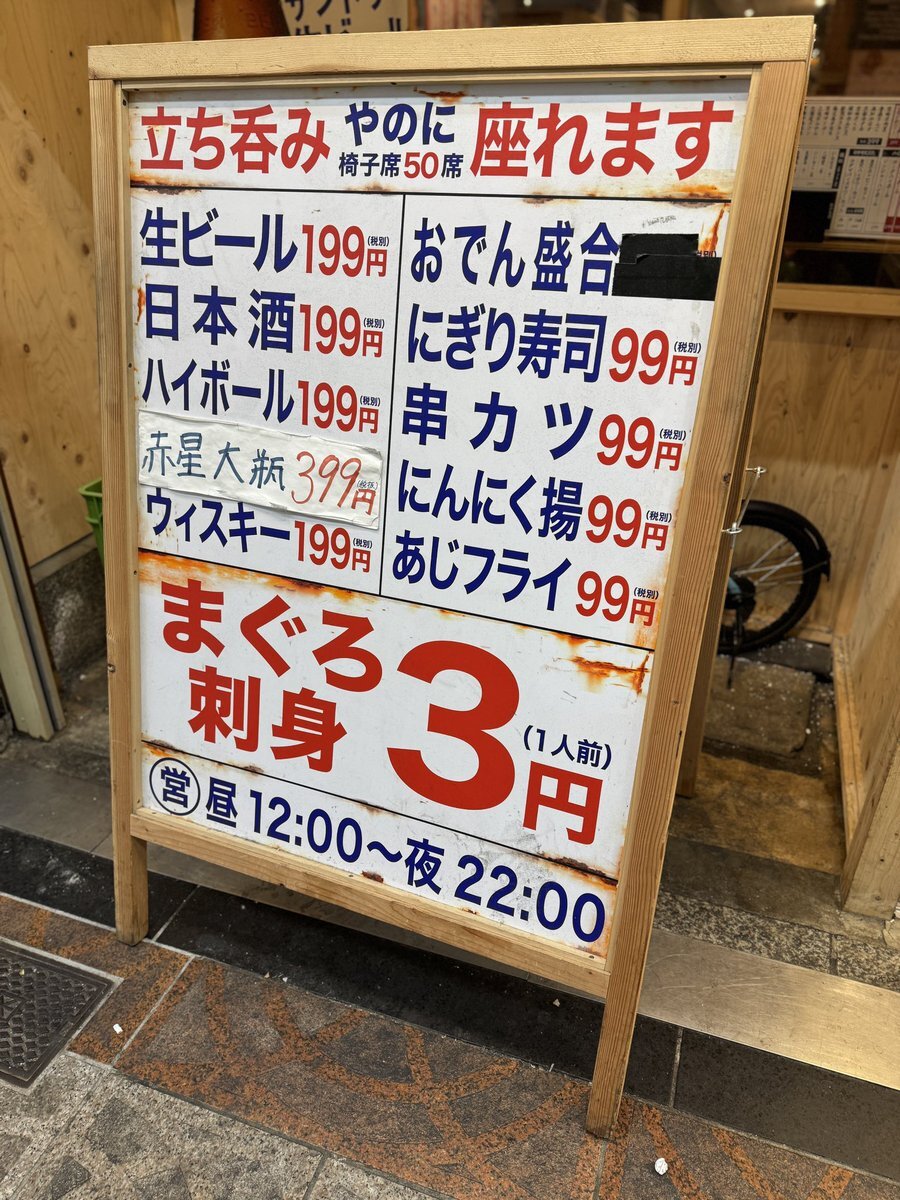 立ち呑み やのに 座れます
椅子席50席
生ビール199円(税別)
日本酒199円(税別)
ハイボール199円(税別)
赤星大瓶399円(税抜)
ウィスキー199円(税別)
おでん盛合
にぎり寿司99円(税別)
串カツ99円(税別)
にんにく揚99円(税別)
あじフライ99円(税別)
まぐろ
刺身
3円
(1人前)
営 昼12:00〜夜22:00